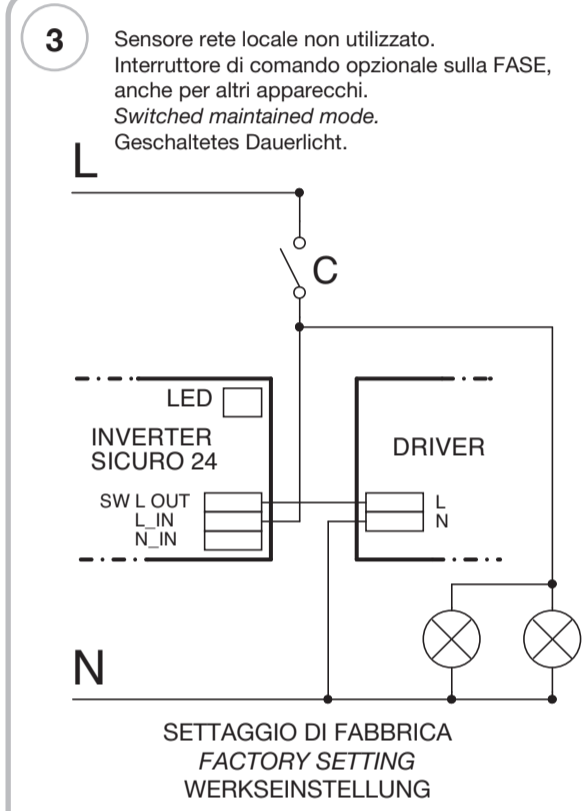 3
Sensore rete locale non utilizzato.
Interruttore di comando opzionale sulla FASE,
anche per altri apparecchi.
Switched maintained mode.
Geschaltetes Dauerlicht.
L
C
LED
INVERTER
SICURO 24
DRIVER
SW L OUT
L_IN
N_IN
L
N
N
SETTAGGIO DI FABBRICA
FACTORY SETTING
WERKSEINSTELLUNG